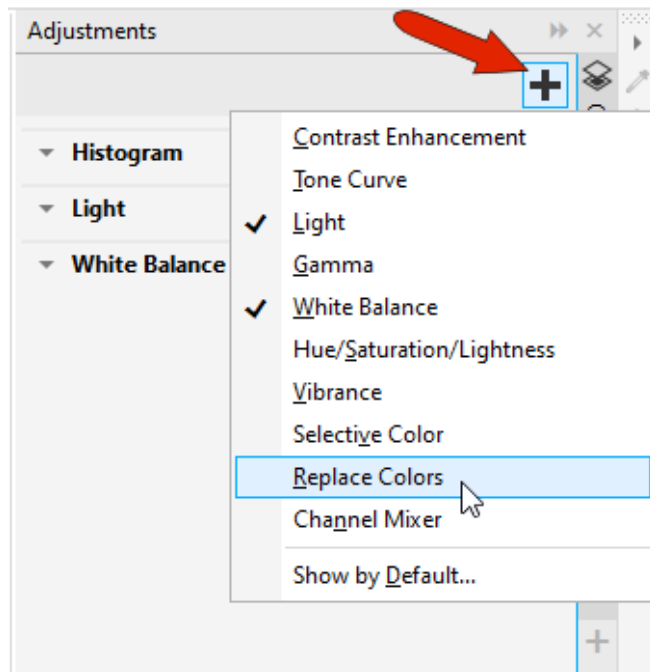 Adjustments
Histogram
Light
White Balance
Contrast Enhancement
Tone Curve
Light
Gamma
White Balance
Hue/Saturation/Lightness
Vibrance
Selective Color
Replace Colors
Channel Mixer
Show by Default...